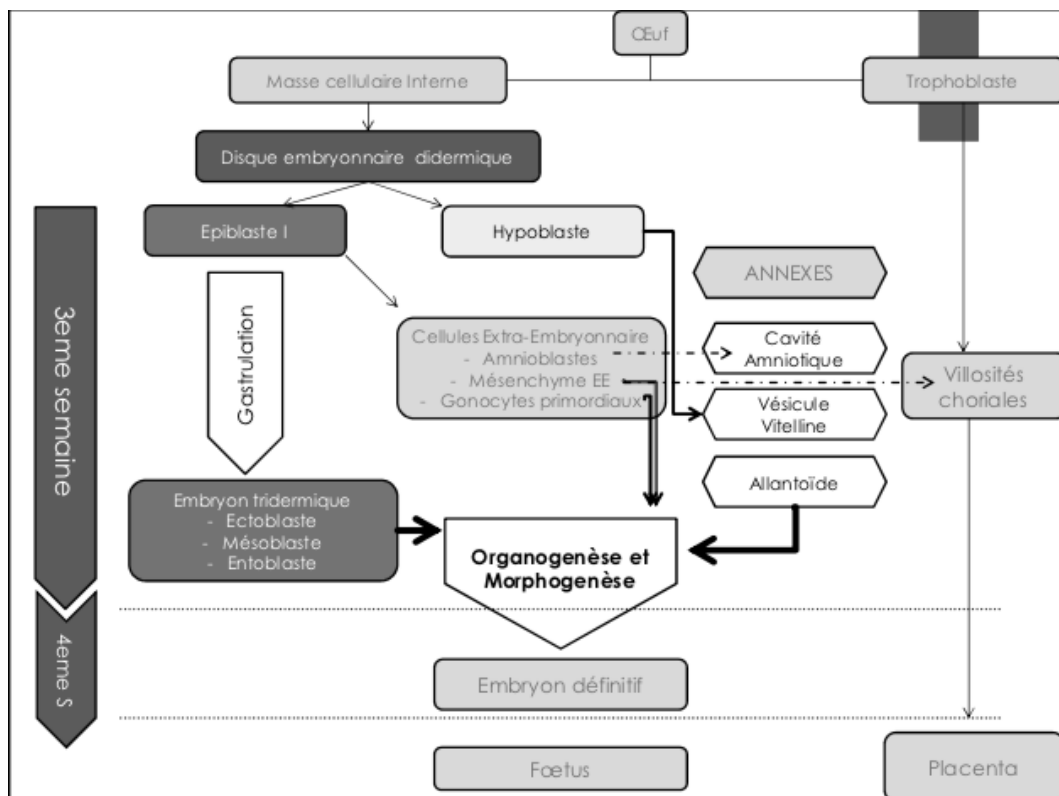 Œuf
Masse cellulaire Interne
Trophoblaste
Disque embryonnaire didermique
Epiblaste I
Hypoblaste
ANNEXES
3eme semaine
Gastrulation
Cellules Extra-Embryonnaire
- Amnioblastes
- Mésenchyme EE
- Gonocytes primordiaux
Cavité
Amniotique
Villosités
choriales
Vésicule
Vitelline
Allantoïde
Embryon tridermique
- Ectoblaste
- Mésoblaste
- Entoblaste
Organogenèse et
Morphogenèse
4eme S
Embryon définitif
Fœtus
Placenta